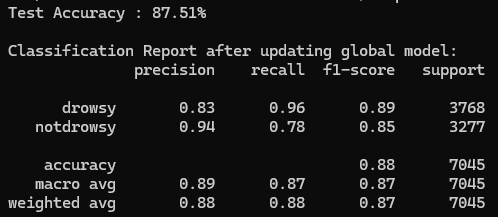 Test Accuracy : 87.51%
Classification Report after updating global model:
precision recall f1-score support
drowsy 0.83 0.96 0.89 3768
notdrowsy 0.94 0.78 0.85 3277
accuracy 0.88 7045
macro avg 0.89 0.87 0.87 7045
weighted avg 0.88 0.88 0.87 7045